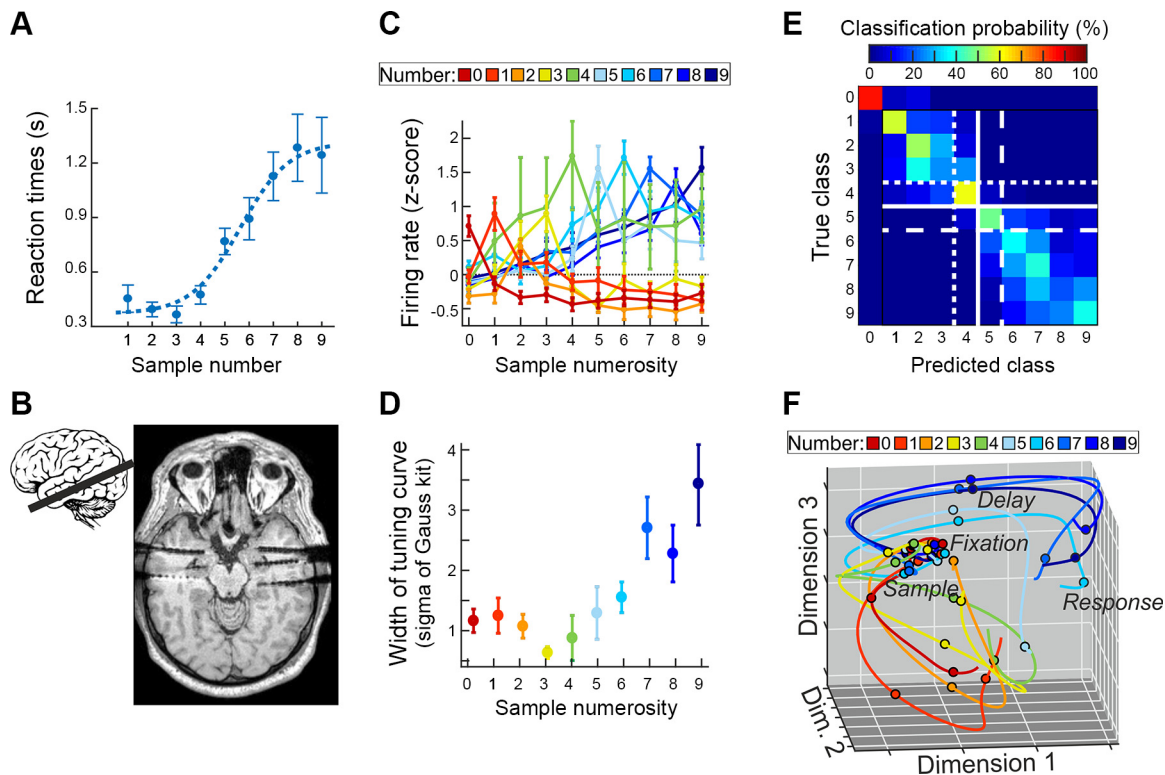 A
Reaction times (s)
1.5
1.2
0.9
0.6
0.3
1 2 3 4 5 6 7 8 9
Sample number
B
C
Number: 0 1 2 3 4 5 6 7 8 9
Firing rate (z-score)
2
1.5
1
0.5
0
-0.5
0 1 2 3 4 5 6 7 8 9
Sample numerosity
D
Width of tuning curve
(sigma of Gauss kit)
4
3
2
1
0 1 2 3 4 5 6 7 8 9
Sample numerosity
E
Classification probability (%)
0 20 40 60 80 100
True class
0
1
2
3
4
5
6
7
8
9
0 1 2 3 4 5 6 7 8 9
Predicted class
F
Number: 0 1 2 3 4 5 6 7 8 9
Delay
Fixation
Sample
Response
Dimension 3
Dim. 2
Dimension 1